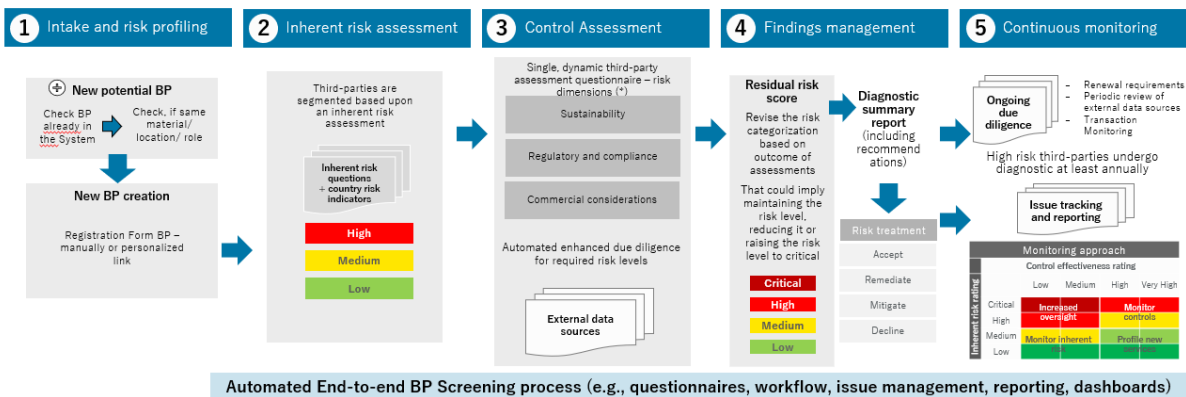 1 Intake and risk profiling
New potential BP
Check BP
already in
the System
Check, if same
material/
location/ role
New BP creation
Registration Form BP –
manually or personalized
link
2 Inherent risk assessment
Third-parties are
segmented based upon
an inherent risk
assessment
Inherent risk
questions
+ country risk
indicators
High
Medium
Low
3 Control Assessment
Single, dynamic third-party
assessment questionnaire – risk
dimensions (*)
Sustainability
Regulatory and compliance
Commercial considerations
Automated enhanced due diligence
for required risk levels
External data
sources
4 Findings management
Residual risk
score
Revise the risk
categorization
based on
outcome of
assessments
That could imply
maintaining the
risk level,
reducing it or
raising the risk
level to critical
Critical
High
Medium
Low
Diagnostic
summary
report
(including
recommend
ations)
Risk treatment
Accept
Remediate
Mitigate
Decline
5 Continuous monitoring
Ongoing
due
diligence
– Renewal requirements
– Periodic review of
external data sources
– Transaction
Monitoring
High risk third-parties undergo
diagnostic at least annually
Issue tracking
and reporting
Monitoring approach
Control effectiveness rating
Low Medium High Very High
Inherent risk rating
Critical
High
Medium
Low
Increased
oversight
Monitor
controls
Monitor inherent
risk
Profile new
services
Automated End-to-end BP Screening process (e.g., questionnaires, workflow, issue management, reporting, dashboards)